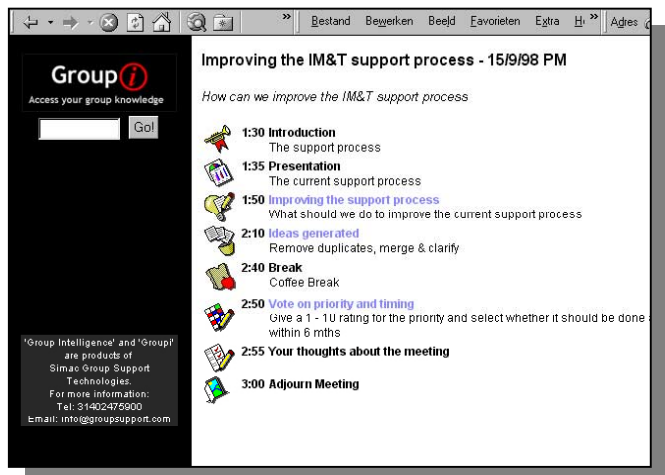 » Bestand Bewerken Beeld Favorieten Extra H »
Adres
Group i
Access your group knowledge
Go!
'Group Intelligence' and 'Groupi'
are products of
Simac Group Support
Technologies.
For more information:
Tel: 31402475900
Email: info@groupsupport.com
Improving the IM&T support process - 15/9/98 PM
How can we improve the IM&T support process
1:30 Introduction
The support process
1:35 Presentation
The current support process
1:50 Improving the support process
What should we do to improve the current support process
2:10 Ideas generated
Remove duplicates, merge & clarify
2:40 Break
Coffee Break
2:50 Vote on priority and timing
Give a 1 - 10 rating for the priority and select whether it should be done
within 6 mths
2:55 Your thoughts about the meeting
3:00 Adjourn Meeting